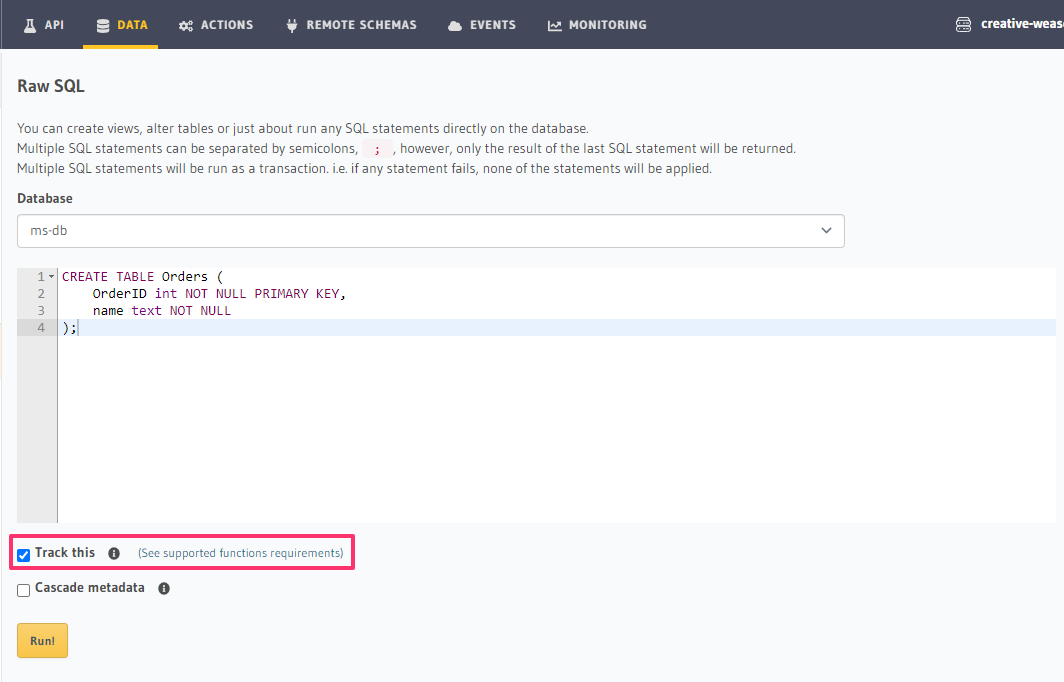 API DATA ACTIONS REMOTE SCHEMAS EVENTS MONITORING creative-wease
Raw SQL
You can create views, alter tables or just about run any SQL statements directly on the database.
Multiple SQL statements can be separated by semicolons, ; , however, only the result of the last SQL statement will be returned.
Multiple SQL statements will be run as a transaction. i.e. if any statement fails, none of the statements will be applied.
Database
ms-db
1 CREATE TABLE Orders (
2 OrderID int NOT NULL PRIMARY KEY,
3 name text NOT NULL
4 );
Track this (See supported functions requirements)
Cascade metadata
Run!